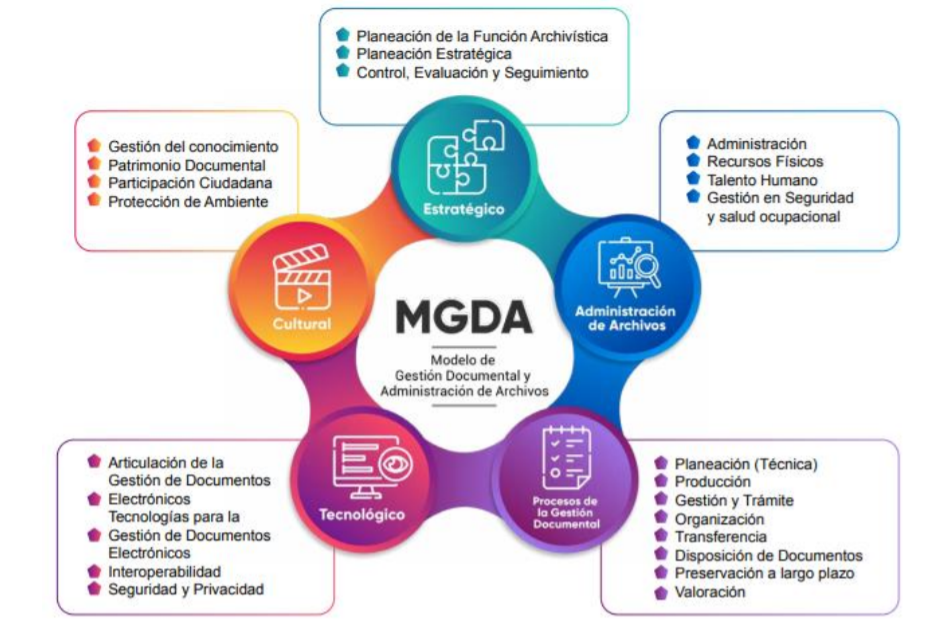 Planeación de la Función Archivística
Planeación Estratégica
Control, Evaluación y Seguimiento
Estratégico
Gestión del conocimiento
Patrimonio Documental
Participación Ciudadana
Protección de Ambiente
Cultural
Administración
Recursos Físicos
Talento Humano
Gestión en Seguridad
y salud ocupacional
Administración
de Archivos
MGDA
Modelo de
Gestión Documental y
Administración de Archivos
Articulación de la
Gestión de Documentos
Electrónicos
Tecnologías para la
Gestión de Documentos
Electrónicos
Interoperabilidad
Seguridad y Privacidad
Tecnológico
Procesos de
la Gestión
Documental
Planeación (Técnica)
Producción
Gestión y Trámite
Organización
Transferencia
Disposición de Documentos
Preservación a largo plazo
Valoración